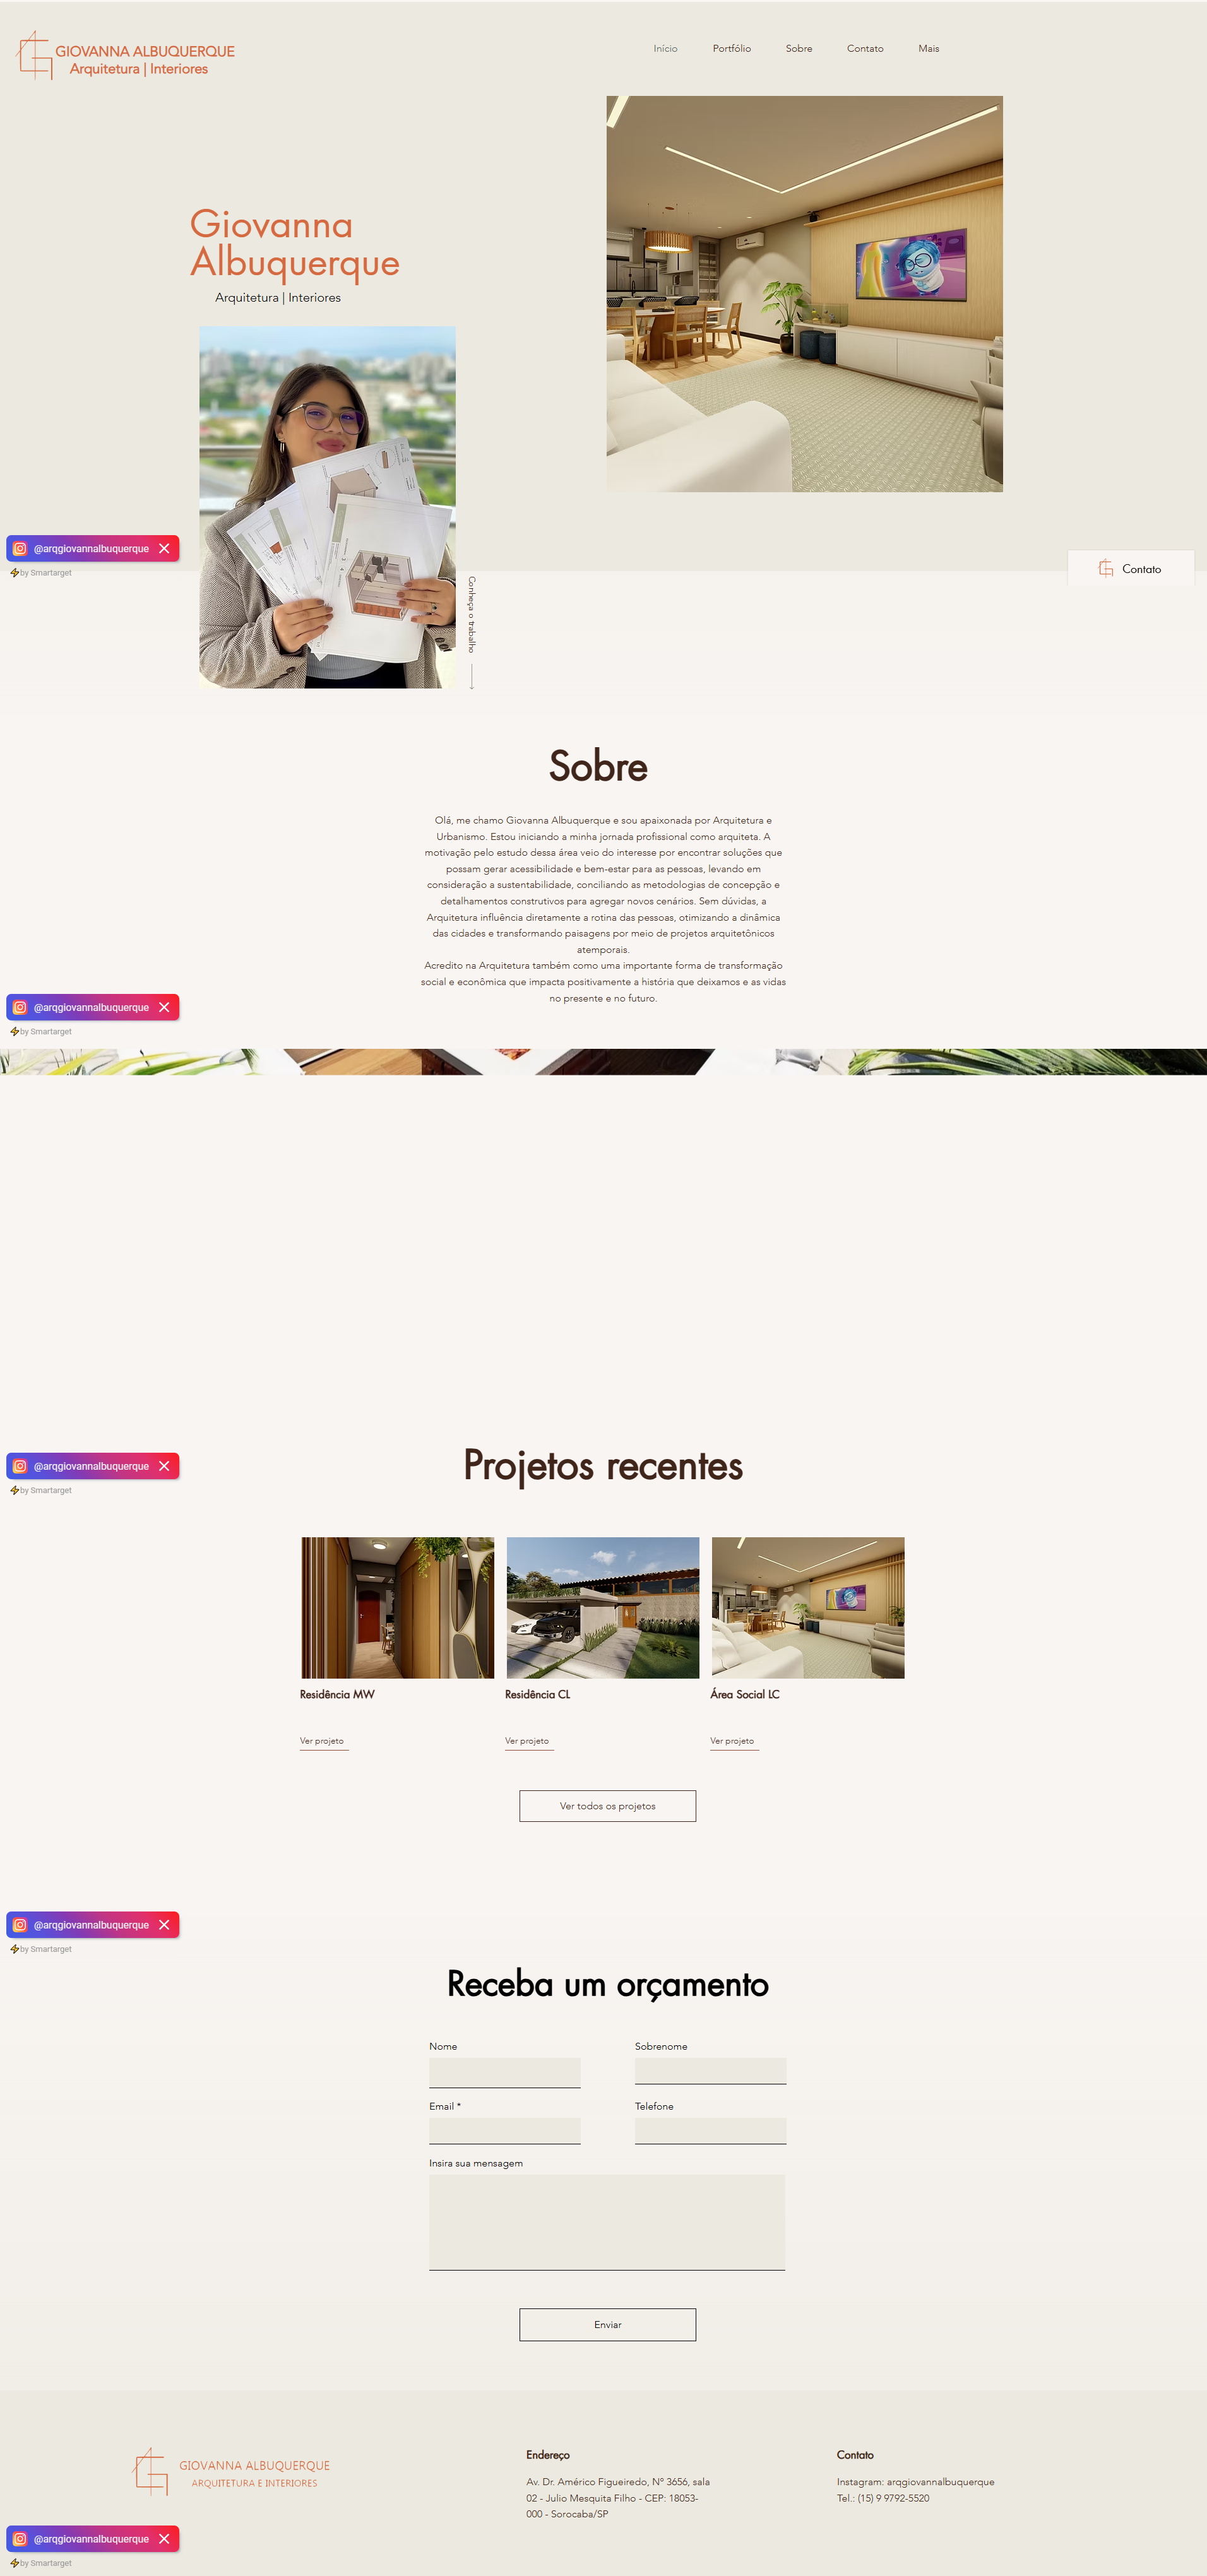 GIOVANNA ALBUQUERQUE
Arquitetura | Interiores
Início
Portfólio
Sobre
Contato
Mais
Giovanna
Albuquerque
Arquitetura | Interiores
@arqgiovannalbuquerque
by Smartarget
Contato
Conheça o trabalho
Sobre
Olá, me chamo Giovanna Albuquerque e sou apaixonada por Arquitetura e
Urbanismo. Estou iniciando a minha jornada profissional como arquiteta. A
motivação pelo estudo dessa área veio do interesse por encontrar soluções que
possam gerar acessibilidade e bem-estar para as pessoas, levando em
consideração a sustentabilidade, conciliando as metodologias de concepção e
detalhamentos construtivos para agregar novos cenários. Sem dúvidas, a
Arquitetura influência diretamente a rotina das pessoas, otimizando a dinâmica
das cidades e transformando paisagens por meio de projetos arquitetônicos
atemporais.
Acredito na Arquitetura também como uma importante forma de transformação
social e econômica que impacta positivamente a história que deixamos e as vidas
no presente e no futuro.
@arqgiovannalbuquerque
by Smartarget
Projetos recentes
@arqgiovannalbuquerque
by Smartarget
Residência MW
Residência CL
Área Social LC
Ver projeto
Ver projeto
Ver projeto
Ver todos os projetos
@arqgiovannalbuquerque
by Smartarget
Receba um orçamento
Nome
Sobrenome
Email *
Telefone
Insira sua mensagem
Enviar
GIOVANNA ALBUQUERQUE
ARQUITETURA E INTERIORES
Endereço
Av. Dr. Américo Figueiredo, Nº 3656, sala
02 - Julio Mesquita Filho - CEP: 18053-
000 - Sorocaba/SP
Contato
Instagram: arqgiovannalbuquerque
Tel.: (15) 9 9792-5520
@arqgiovannalbuquerque
by Smartarget